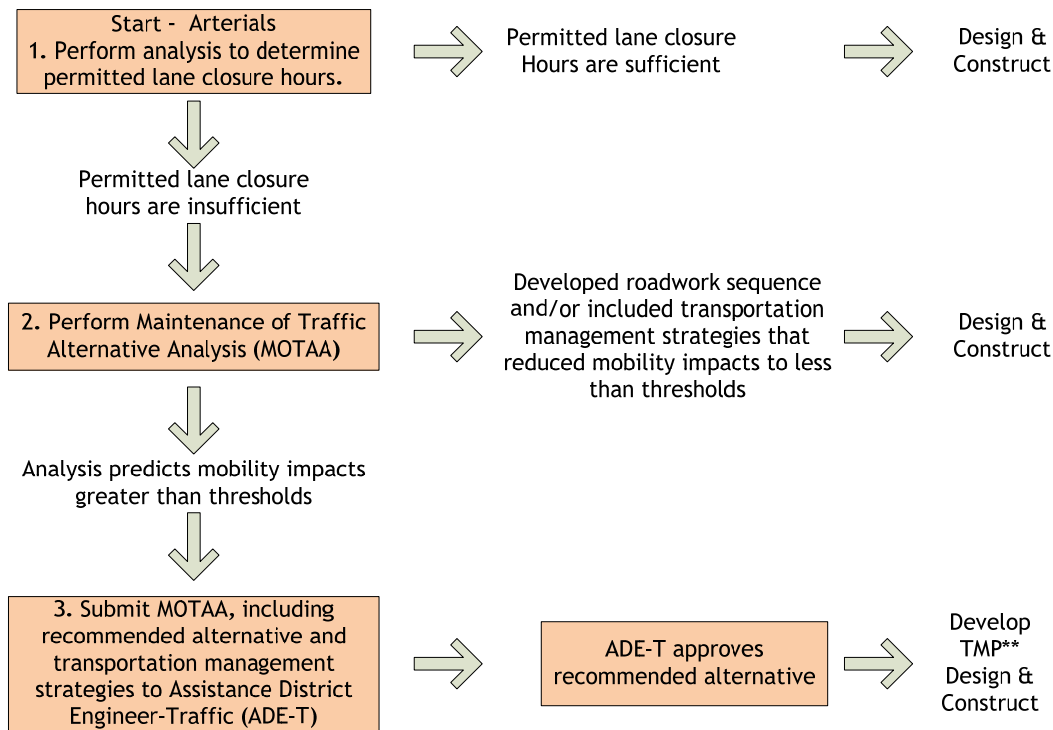 Start - Arterials
1. Perform analysis to determine
permitted lane closure hours.
Permitted lane closure
Hours are sufficient
Design &
Construct
Permitted lane closure
hours are insufficient
2. Perform Maintenance of Traffic
Alternative Analysis (MOTAA)
Developed roadwork sequence
and/or included transportation
management strategies that
reduced mobility impacts to less
than thresholds
Design &
Construct
Analysis predicts mobility impacts
greater than thresholds
3. Submit MOTAA, including
recommended alternative and
transportation management
strategies to Assistance District
Engineer-Traffic (ADE-T)
ADE-T approves
recommended alternative
Develop
TMP**
Design &
Construct